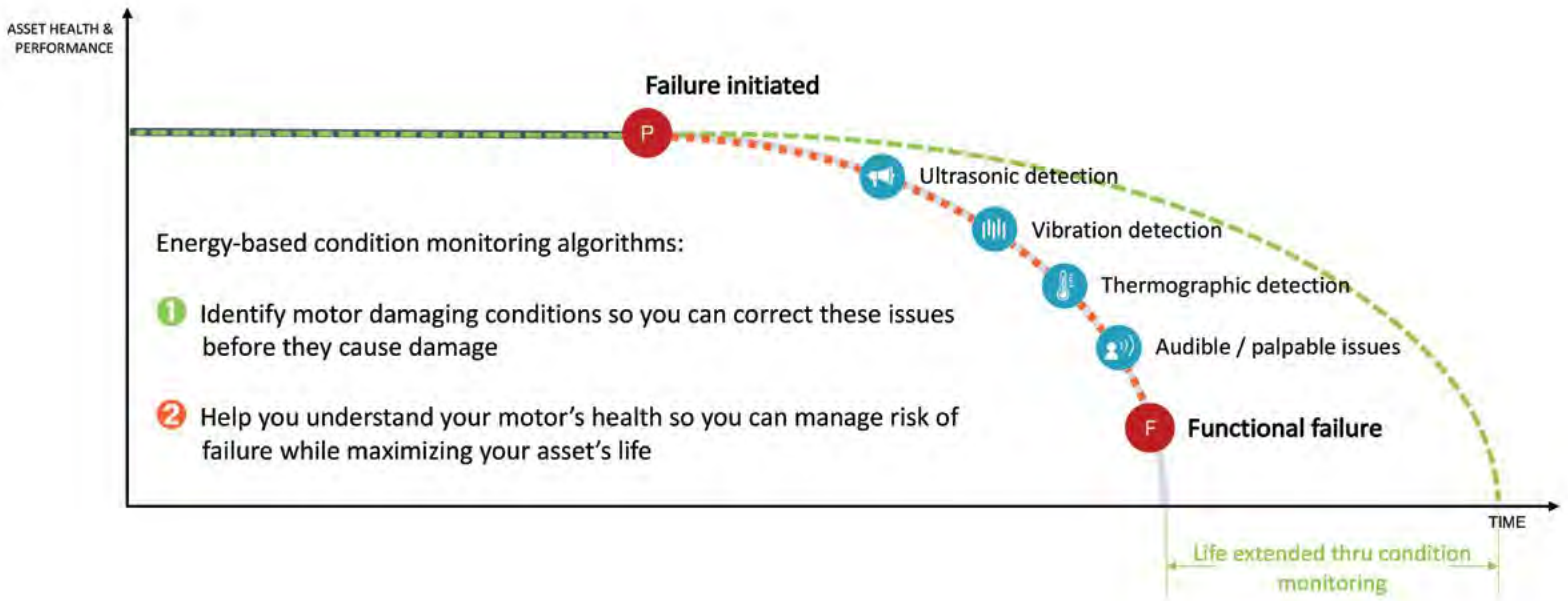 ASSET HEALTH &
PERFORMANCE
Failure initiated
P
Ultrasonic detection
Vibration detection
Energy-based condition monitoring algorithms:
Thermographic detection
1 Identify motor damaging conditions so you can correct these issues
before they cause damage
Audible / palpable issues
2 Help you understand your motor's health so you can manage risk of
failure while maximizing your asset's life
F Functional failure
TIME
Life extended thru condition
monitoring